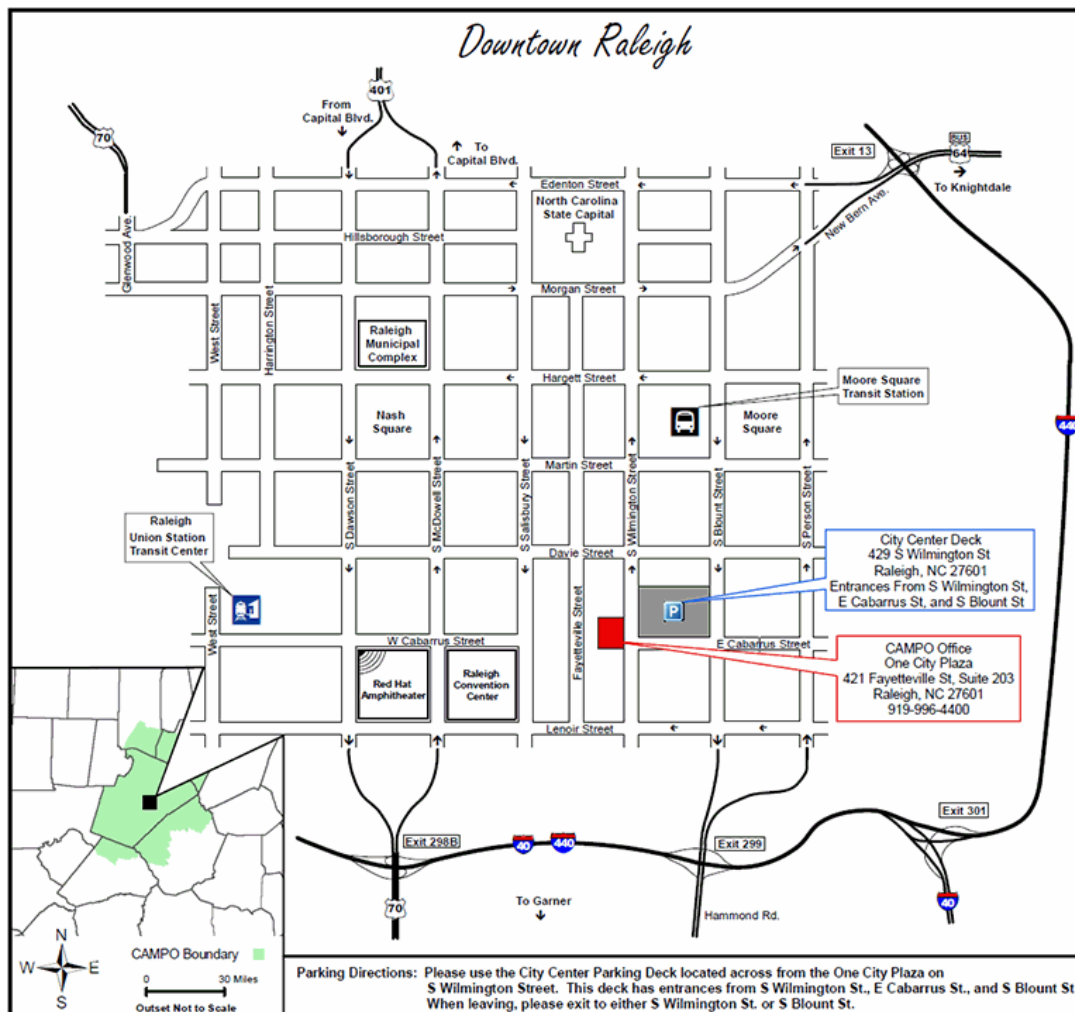 Downtown Raleigh
401
From
Capital Blvd.
To
Capital Blvd.
70
Exit 13
BUS
64
To Knightdale
Edenton Street
North Carolina
State Capital
New Bern Ave.
Hillsborough Street
Glenwood Ave.
Morgan Street
West Street
Harrington Street
Raleigh
Municipal
Complex
Hargett Street
Moore Square
Transit Station
Nash
Square
Moore
Square
440
Martin Street
S Dawson Street
S McDowell Street
S Salisbury Street
S Wilmington Street
S Blount Street
S Person Street
Raleigh
Union Station
Transit Center
Davie Street
City Center Deck
429 S Wilmington St
Raleigh, NC 27601
Entrances From S Wilmington St,
E Cabarrus St, and S Blount St
P
West Street
Fayetteville Street
W Cabarrus Street
E Cabarrus Street
CAMPO Office
One City Plaza
421 Fayetteville St, Suite 203
Raleigh, NC 27601
919-996-4400
Red Hat
Amphitheater
Raleigh
Convention
Center
Lenoir Street
Exit 298B
40
440
Exit 299
Exit 301
70
To Garner
Hammond Rd.
40
N
W
E
S
CAMPO Boundary
0
30 Miles
Outset Not to Scale
Parking Directions: Please use the City Center Parking Deck located across from the One City Plaza on
S Wilmington Street. This deck has entrances from S Wilmington St., E Cabarrus St., and S Blount St
When leaving, please exit to either S Wilmington St. or S Blount St.